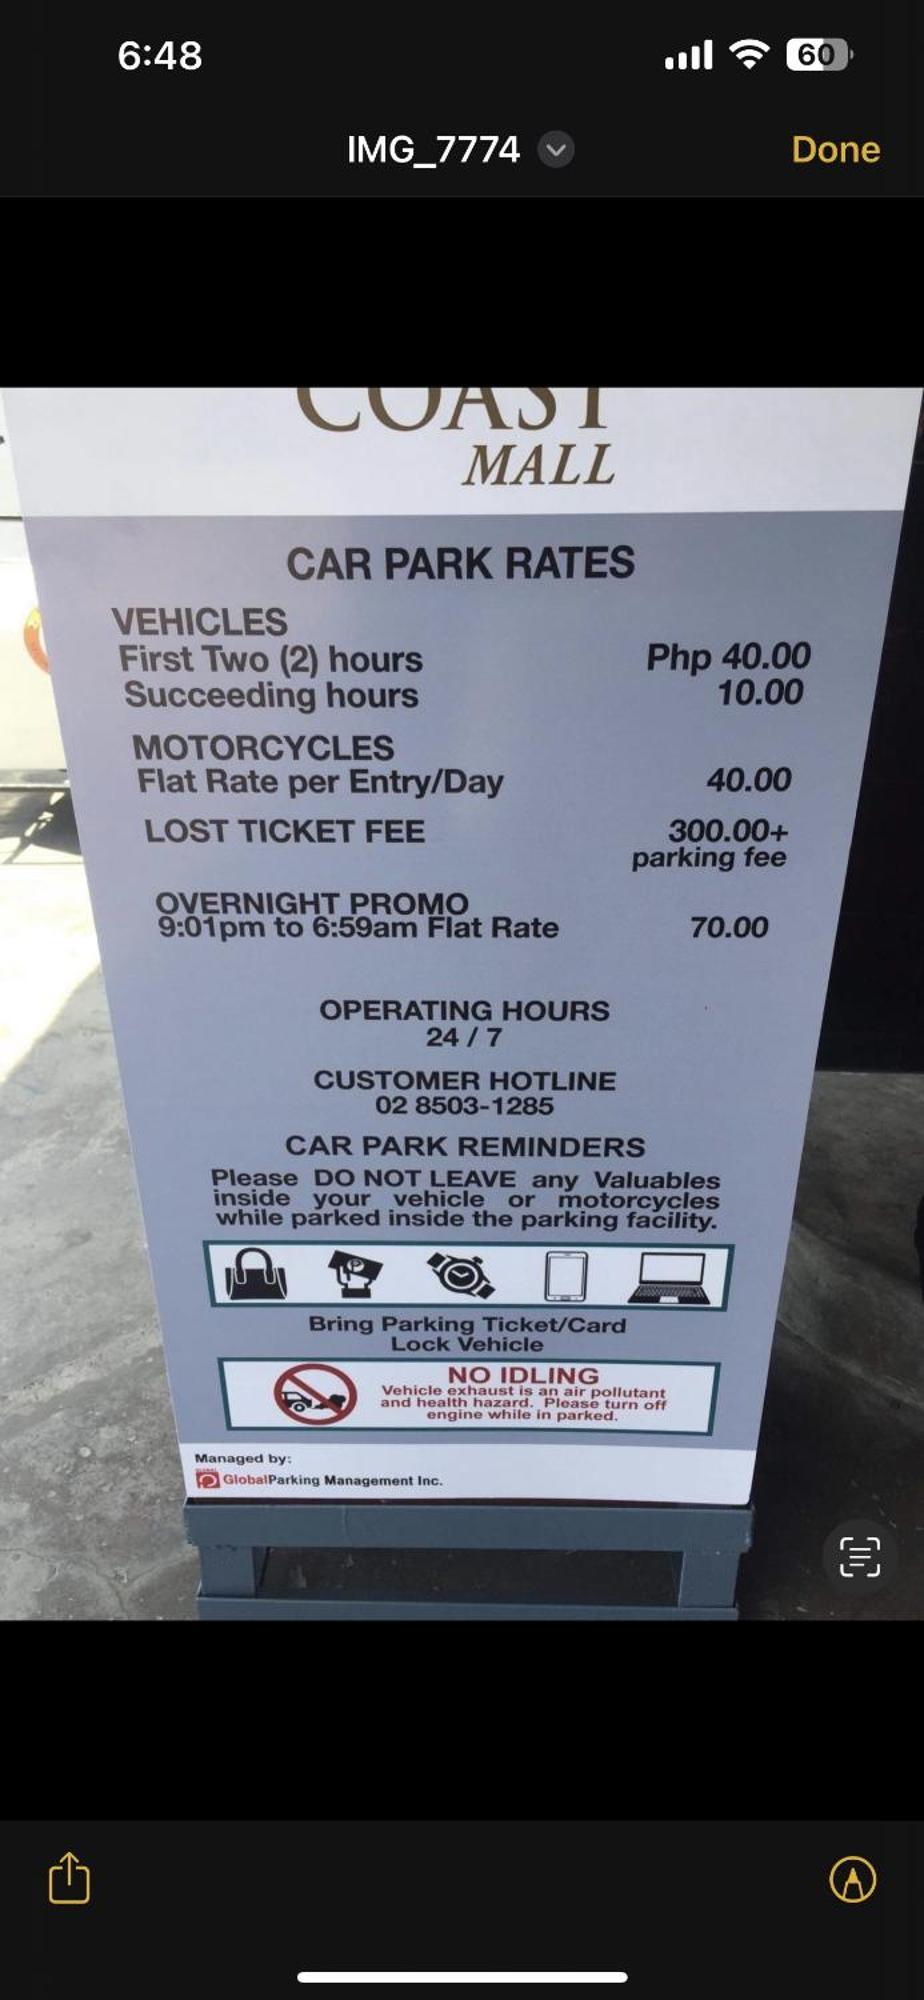 6:48
60
IMG_7774
Done
COAST
MALL
CAR PARK RATES
VEHICLES
First Two (2) hours Php 40.00
Succeeding hours 10.00
MOTORCYCLES
Flat Rate per Entry/Day 40.00
LOST TICKET FEE 300.00+
parking fee
OVERNIGHT PROMO
9:01pm to 6:59am Flat Rate 70.00
OPERATING HOURS
24 / 7
CUSTOMER HOTLINE
02 8503-1285
CAR PARK REMINDERS
Please DO NOT LEAVE any Valuables
inside your vehicle or motorcycles
while parked inside the parking facility.
Bring Parking Ticket/Card
Lock Vehicle
NO IDLING
Vehicle exhaust is an air pollutant
and health hazard. Please turn off
engine while in parked.
Managed by:
GlobalParking Management Inc.